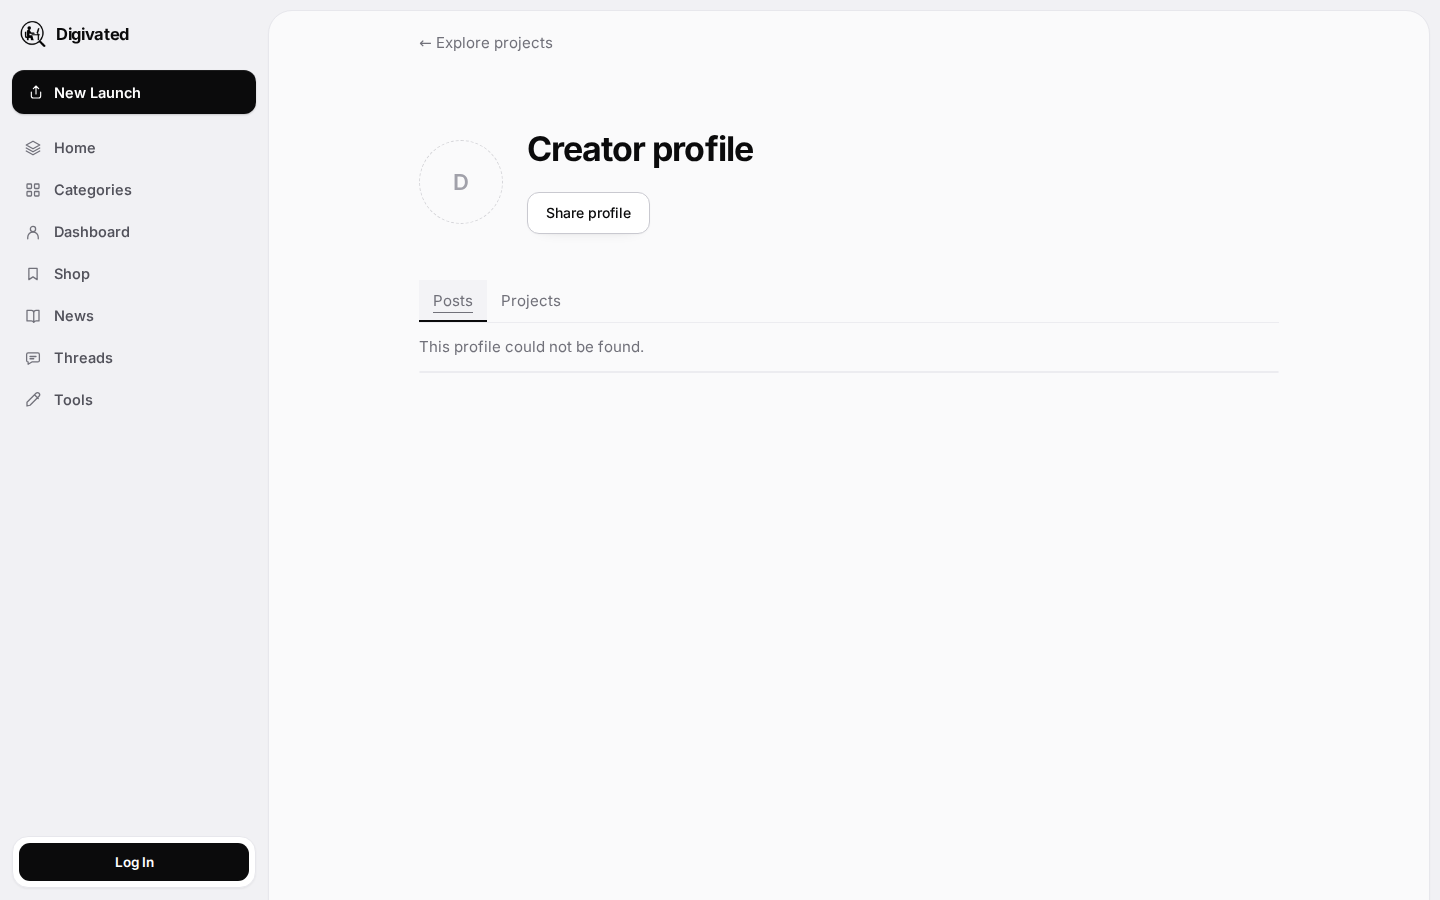 Digivated
New Launch
Home
Categories
Dashboard
Shop
News
Threads
Tools
Log In
← Explore projects
D
Creator profile
Share profile
Posts
Projects
This profile could not be found.